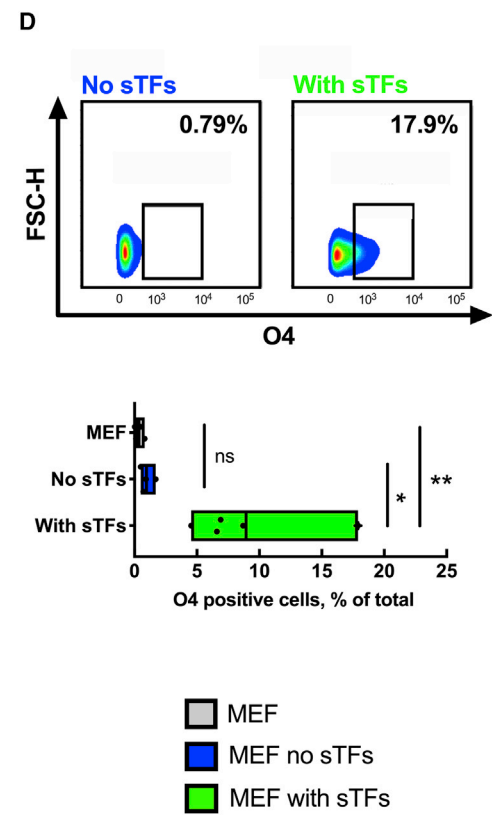 D
No sTFs
With sTFs
0.79%
17.9%
FSC-H
0 10³ 10⁴ 10⁵
0 10³ 10⁴ 10⁵
O4
MEF
ns
No sTFs
*
**
With sTFs
0 5 10 15 20 25
O4 positive cells, % of total
MEF
MEF no sTFs
MEF with sTFs